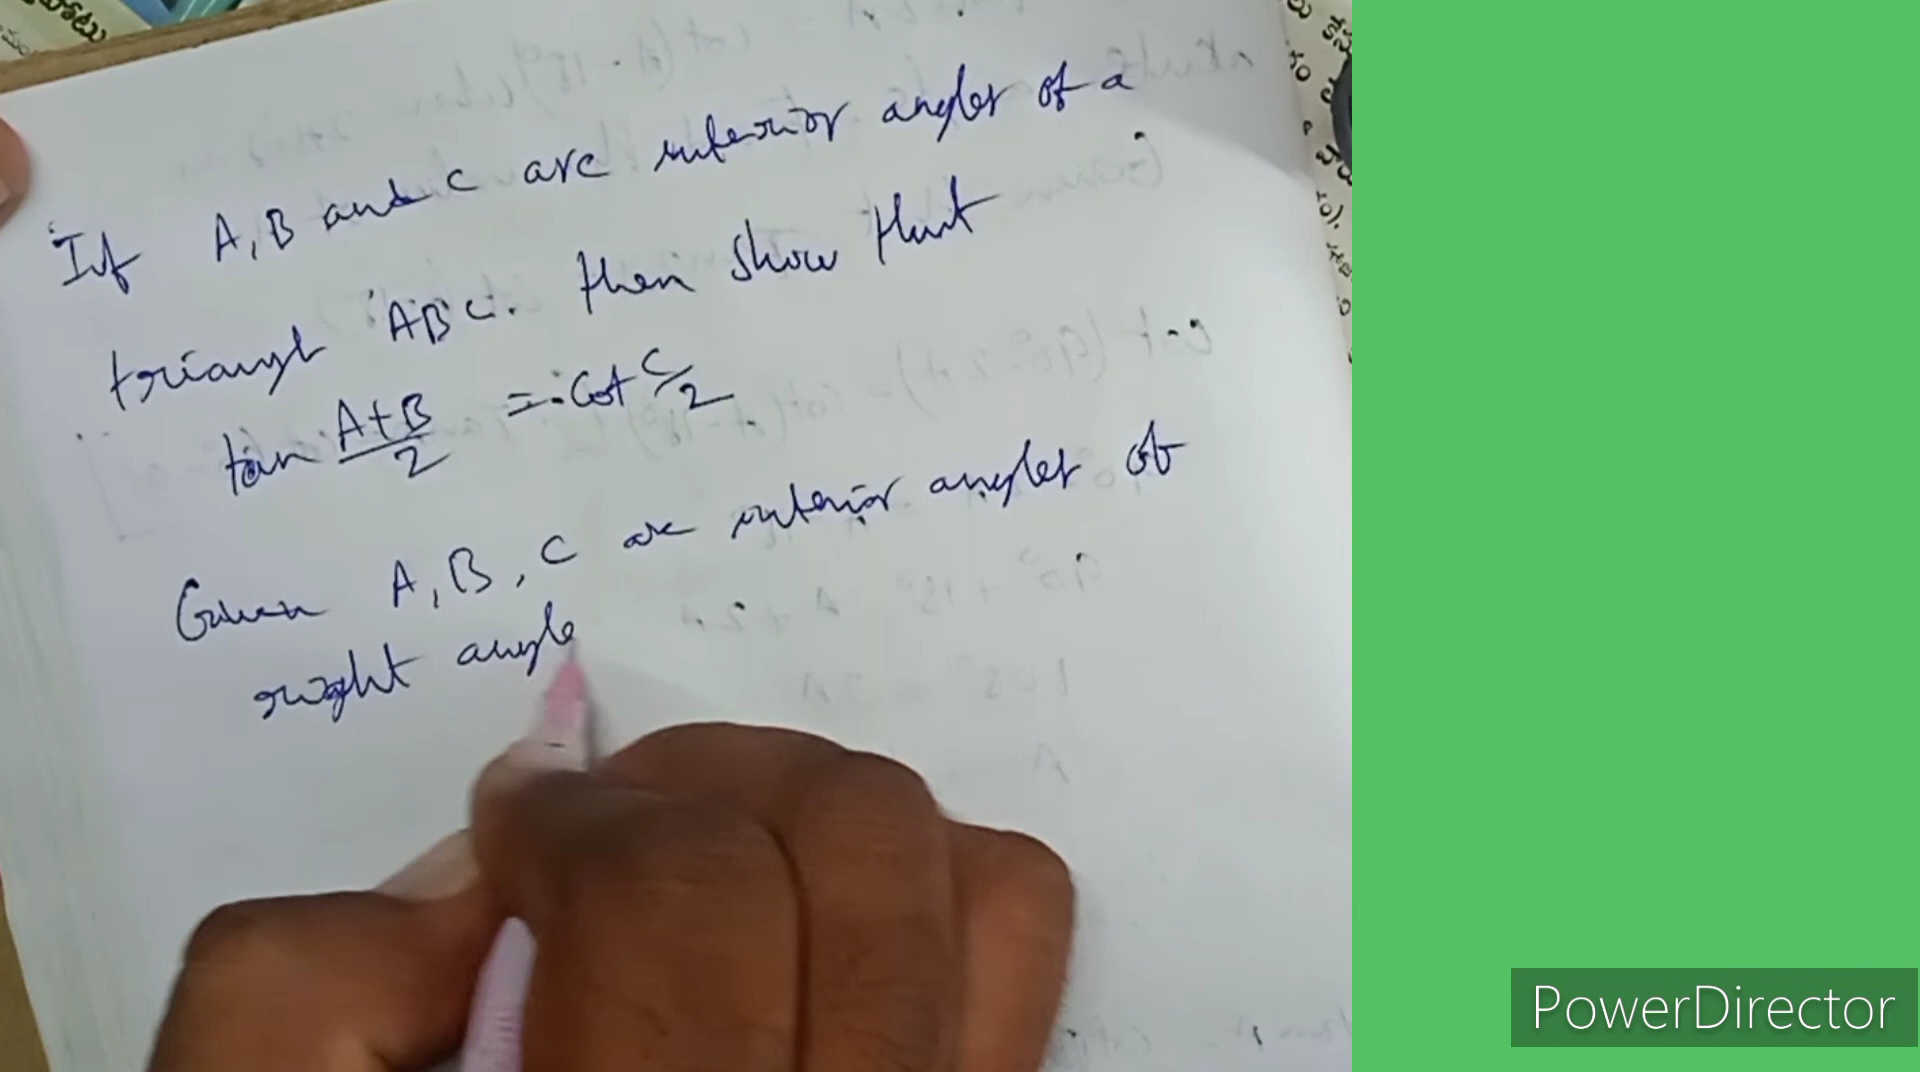 If A, B and C are interior angles of a
triangle ABC. then show that
tan A+B/2 = cot C/2
Given A, B, C are interior angles of
right angle
PowerDirector